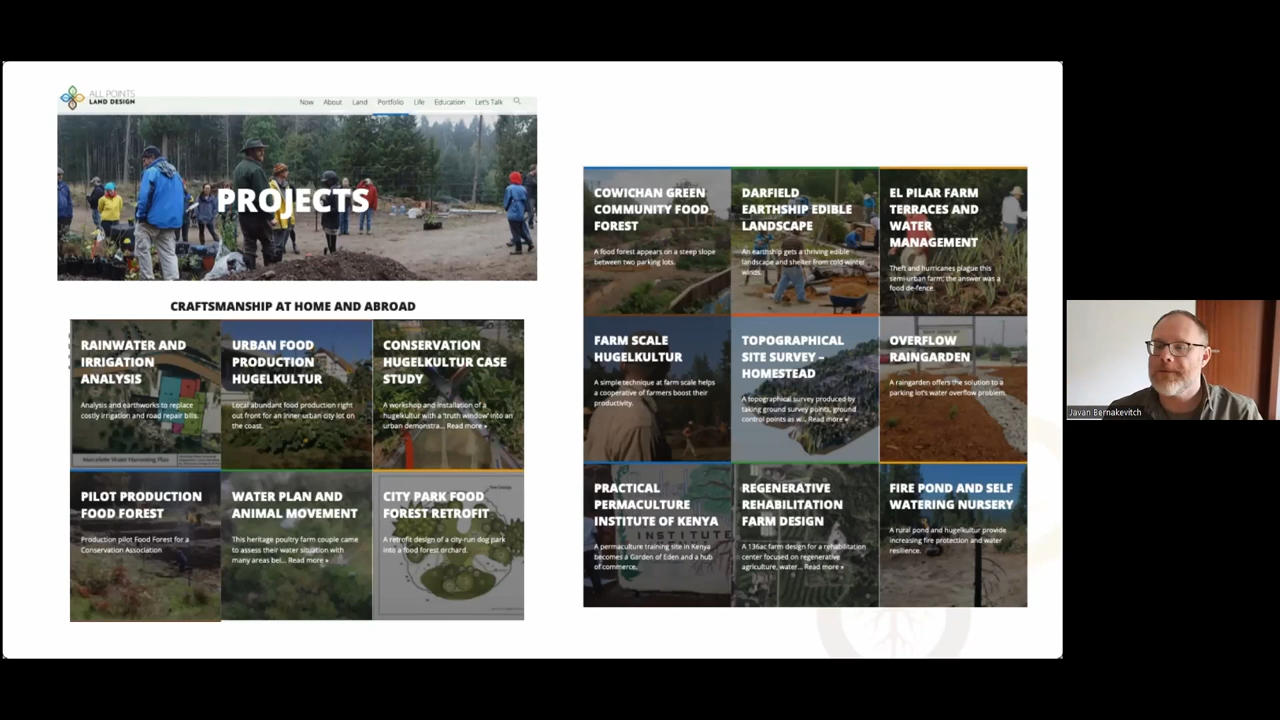 ALL POINTS
LAND DESIGN
Now About Land Portfolio Life Education Let's Talk
PROJECTS
CRAFTSMANSHIP AT HOME AND ABROAD
RAINWATER AND
IRRIGATION
ANALYSIS
Analysis and earthworks to replace
costly irrigation and road repair bills.
URBAN FOOD
PRODUCTION
HUGELKULTUR
Local abundant food production right
out front for an inner urban city lot on
the coast.
CONSERVATION
HUGELKULTUR CASE
STUDY
A workshop and installation of a
hugelkultur with a 'truth window' into an
urban demonstra... Read more »
PILOT PRODUCTION
FOOD FOREST
Production pilot Food Forest for a
Conservation Association
WATER PLAN AND
ANIMAL MOVEMENT
This heritage poultry farm couple came
to assess their water situation with
many areas bei... Read more »
CITY PARK FOOD
FOREST RETROFIT
A retrofit design of a city-run dog park
into a food forest orchard.
COWICHAN GREEN
COMMUNITY FOOD
FOREST
A food forest appears on a steep slope
between two parking lots.
DARFIELD
EARTHSHIP EDIBLE
LANDSCAPE
An earthship gets a thriving edible
landscape and shelter from cold winter
winds.
EL PILAR FARM
TERRACES AND
WATER
MANAGEMENT
Theft and hurricanes plague this
semi-urban farm; the answer was a
food de-fence.
FARM SCALE
HUGELKULTUR
A simple technique at farm scale helps
a cooperative of farmers boost their
productivity.
TOPOGRAPHICAL
SITE SURVEY –
HOMESTEAD
A topographical survey produced by
taking ground survey points, ground
control points as w... Read more »
OVERFLOW
RAINGARDEN
A raingarden offers the solution to a
parking lot's water overflow problem.
PRACTICAL
PERMACULTURE
INSTITUTE OF KENYA
INSTITUTE
A permaculture training site in Kenya
becomes a Garden of Eden and a hub
of commerce.
REGENERATIVE
REHABILITATION
FARM DESIGN
A 136ac farm design for a rehabilitation
center focused on regenerative
agriculture, water... Read more »
FIRE POND AND SELF
WATERING NURSERY
A rural pond and hugelkultur provide
increasing fire protection and water
resilience.
Javan Bernakevitch